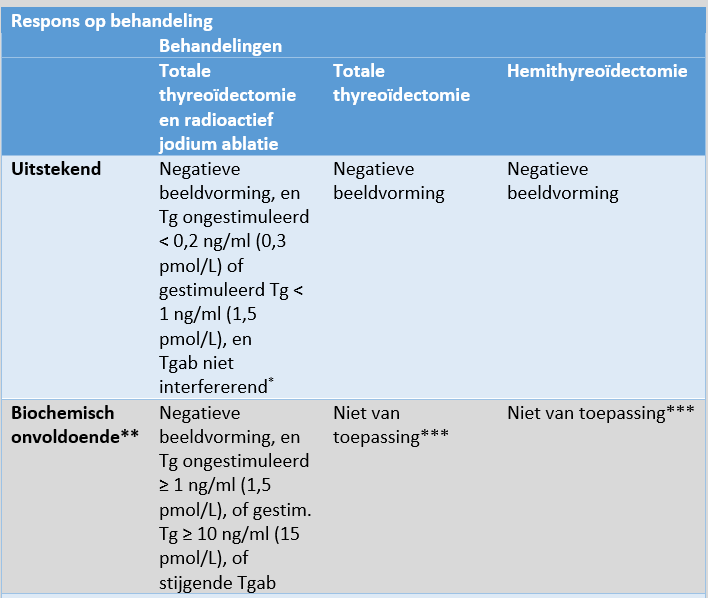 Respons op behandeling
Behandelingen
Totale
thyreoïdectomie
en radioactief
jodium ablatie
Totale
thyreoïdectomie
Hemithyreoïdectomie
Uitstekend
Negatieve
beeldvorming, en
Tg ongestimuleerd
< 0,2 ng/ml (0,3
pmol/L) of
gestimuleerd Tg <
1 ng/ml (1,5
pmol/L), en
Tgab niet
interfererend*
Negatieve
beeldvorming
Negatieve
beeldvorming
Biochemisch
onvoldoende**
Negatieve
beeldvorming, en
Tg ongestimuleerd
≥ 1 ng/ml (1,5
pmol/L), of gestim.
Tg ≥ 10 ng/ml (15
pmol/L), of
stijgende Tgab
Niet van
toepassing***
Niet van toepassing***